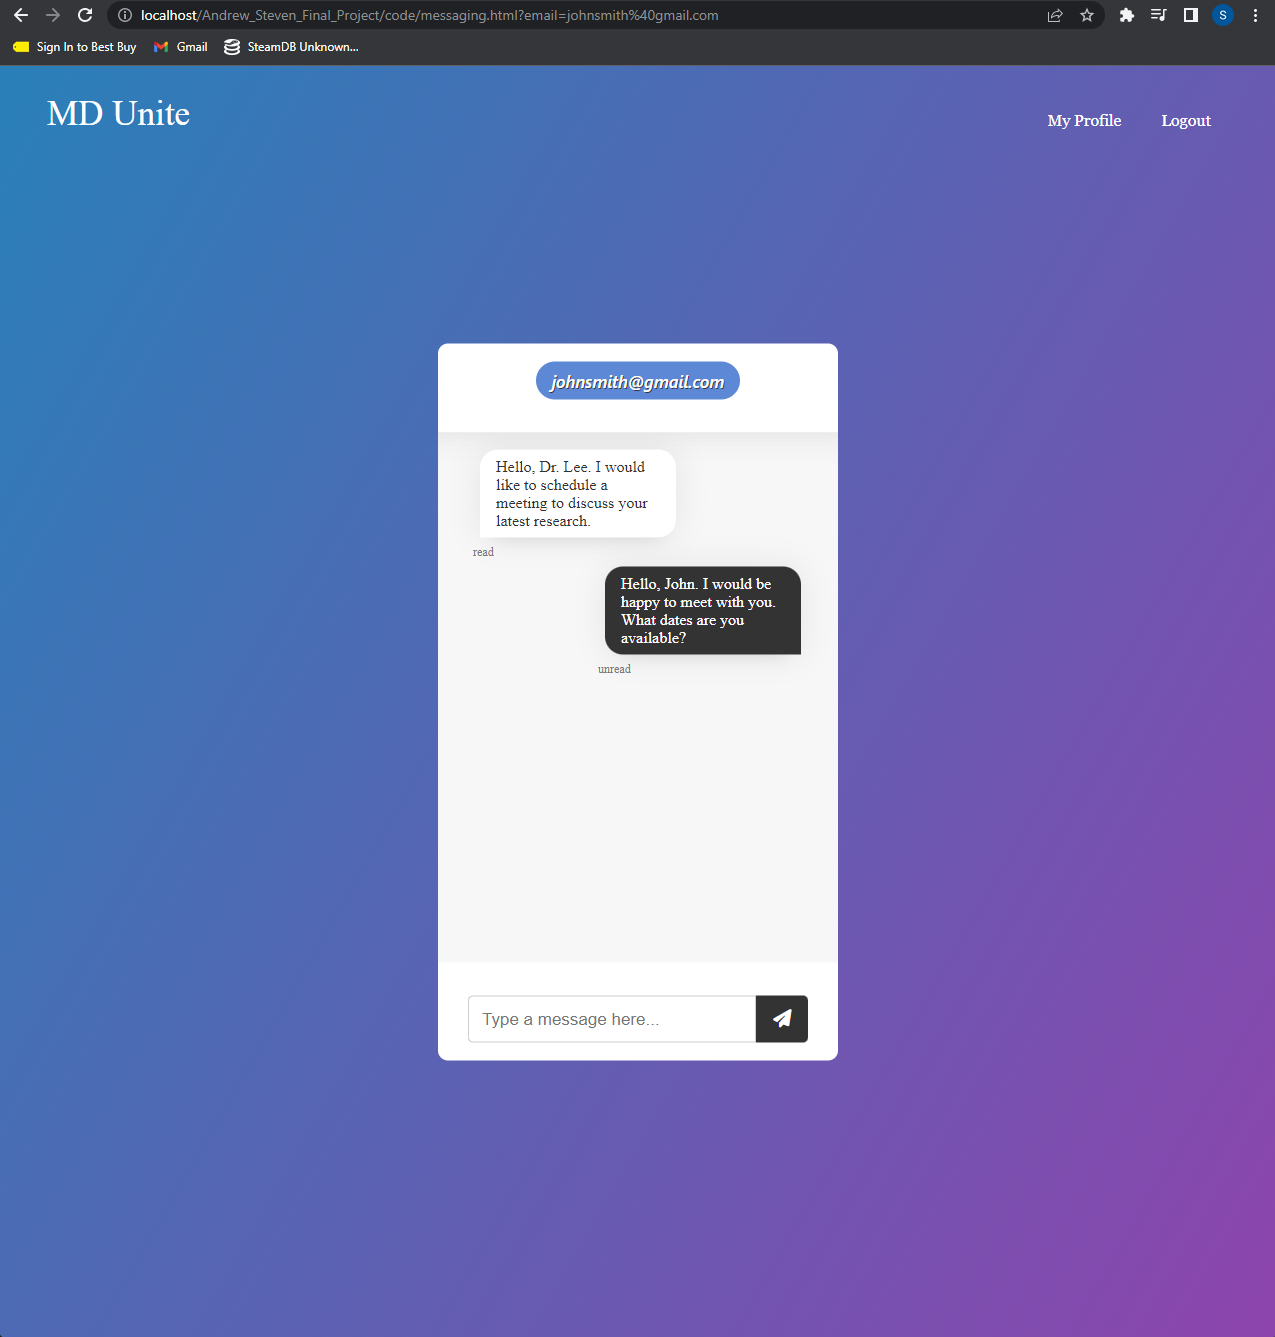 localhost/Andrew_Steven_Final_Project/code/messaging.html?email=johnsmith%40gmail.com
S
Sign In to Best Buy
Gmail
SteamDB Unknown...
MD Unite
My Profile
Logout
johnsmith@gmail.com
Hello, Dr. Lee. I would
like to schedule a
meeting to discuss your
latest research.
read
Hello, John. I would be
happy to meet with you.
What dates are you
available?
unread
Type a message here...